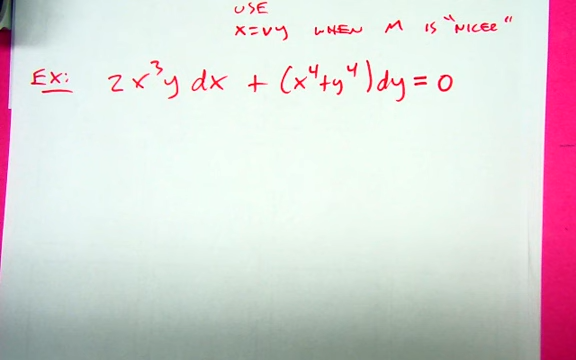 USE
x=vy WHEN M IS "NICER"
EX: 2x³y dx + (x⁴+y⁴)dy = 0